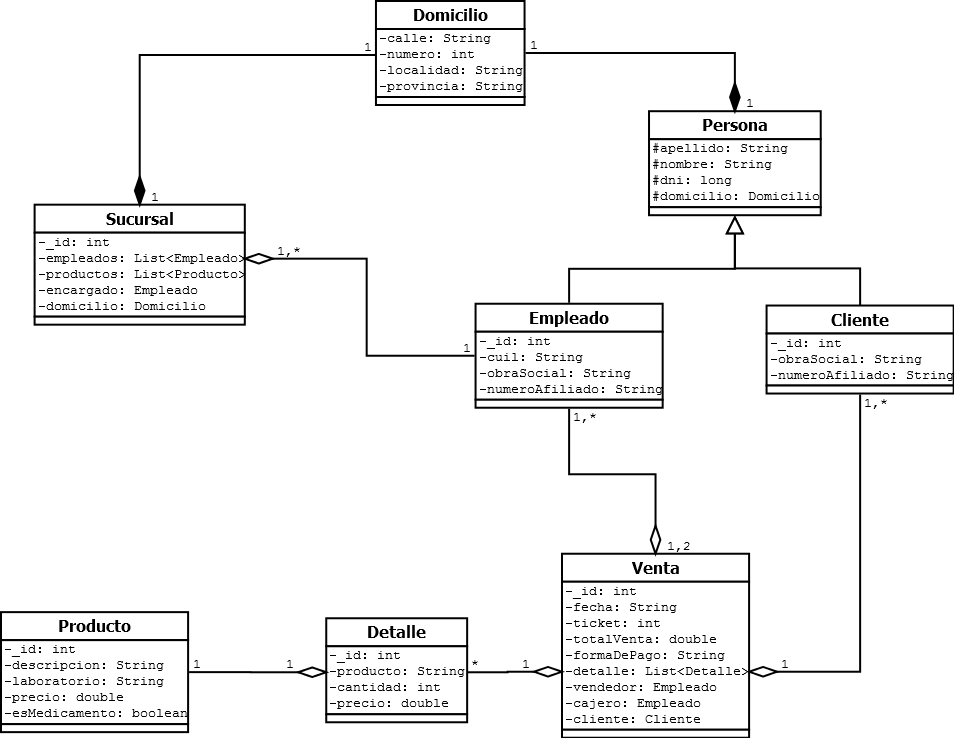 Domicilio
-calle: String
-numero: int
-localidad: String
-provincia: String
1
1
1
Persona
#apellido: String
#nombre: String
#dni: long
#domicilio: Domicilio
1
Sucursal
-_id: int
-empleados: List<Empleado>
-productos: List<Producto>
-encargado: Empleado
-domicilio: Domicilio
1,*
1
Empleado
-_id: int
-cuil: String
-obraSocial: String
-numeroAfiliado: String
1,*
Cliente
-_id: int
-obraSocial: String
-numeroAfiliado: String
1,*
1,2
Venta
-_id: int
-fecha: String
-ticket: int
-totalVenta: double
-formaDePago: String
-detalle: List<Detalle>
-vendedor: Empleado
-cajero: Empleado
-cliente: Cliente
Producto
-_id: int
-descripcion: String
-laboratorio: String
-precio: double
-esMedicamento: boolean
1
1
Detalle
-_id: int
-producto: String
-cantidad: int
-precio: double
*
1
1